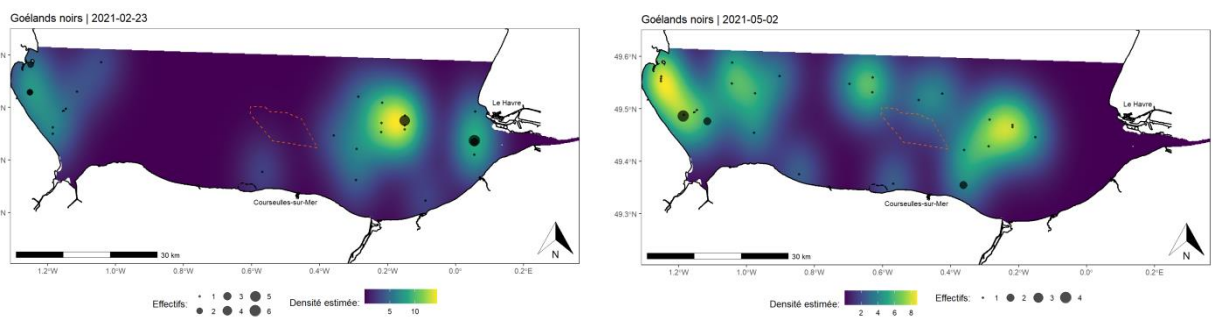 Goélands noirs | 2021-02-23
°N
°N
°N
°N
Le Havre
Courseulles-sur-Mer
30 km
N
1.2°W 1.0°W 0.8°W 0.6°W 0.4°W 0.2°W 0.0° 0.2°E
Effectifs: 1 3 5
2 4 6
Densité estimée:
5 10
Goélands noirs | 2021-05-02
49.6°N
49.5°N
49.4°N
49.3°N
Le Havre
Courseulles-sur-Mer
30 km
N
1.2°W 1.0°W 0.8°W 0.6°W 0.4°W 0.2°W 0.0° 0.2°E
Densité estimée:
2 4 6 8
Effectifs: 1 2 3 4